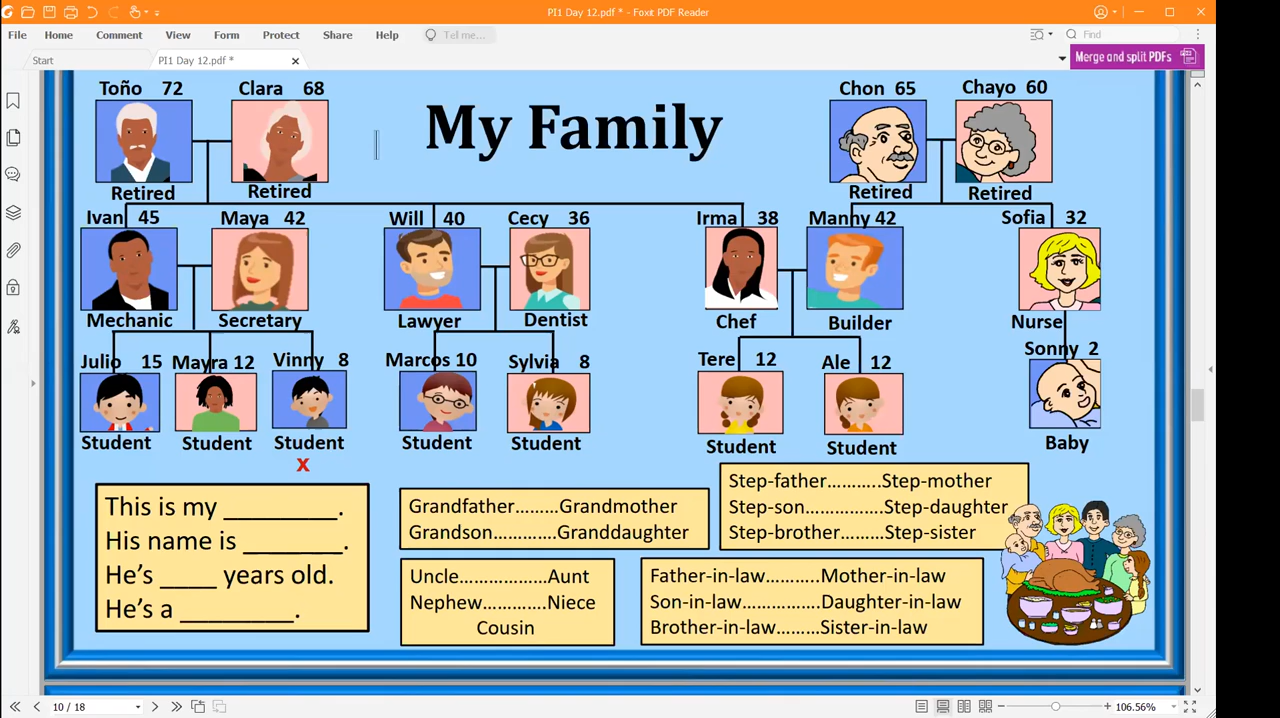 PI1 Day 12.pdf * - Foxit PDF Reader
File Home Comment View Form Protect Share Help Tell me... Find
Start PI1 Day 12.pdf * Merge and split PDFs
Toño 72 Clara 68 Chon 65 Chayo 60
My Family
Retired Retired Retired Retired
Ivan 45 Maya 42 Will 40 Cecy 36 Irma 38 Manny 42 Sofia 32
Mechanic Secretary Lawyer Dentist Chef Builder Nurse
Julio 15 Mayra 12 Vinny 8 Marcos 10 Sylvia 8 Tere 12 Ale 12 Sonny 2
Student Student Student Student Student Student Student Baby
X
This is my ________.
His name is _______.
He's ____ years old.
He's a ________.
Grandfather.........Grandmother
Grandson.............Granddaughter
Uncle..................Aunt
Nephew............Niece
Cousin
Step-father...........Step-mother
Step-son...............Step-daughter
Step-brother.........Step-sister
Father-in-law...........Mother-in-law
Son-in-law................Daughter-in-law
Brother-in-law.........Sister-in-law
10 / 18 106.56%